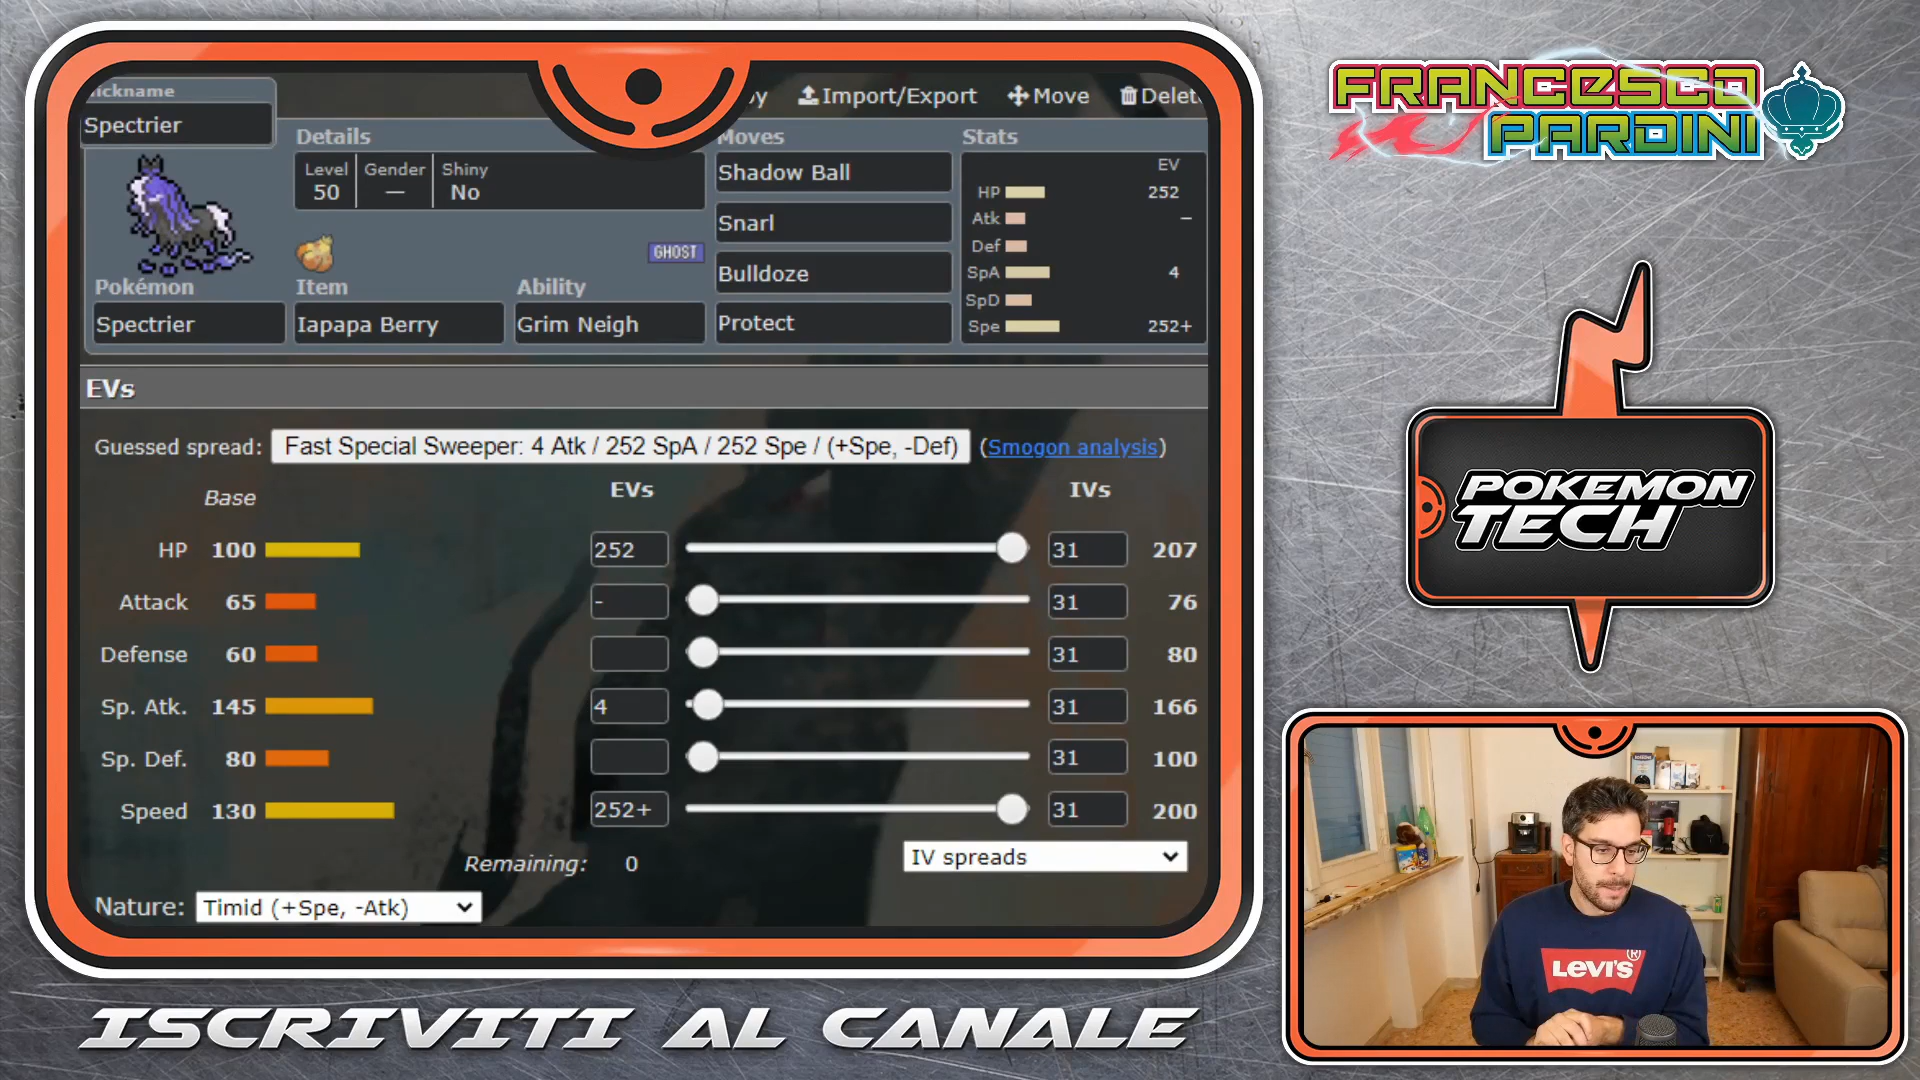 FRANCESCO
PARDINI
ickname
Spectrier
Import/Export
Move
Delet
Details
Moves
Stats
Level
Gender
Shiny
50
—
No
Shadow Ball
Snarl
Bulldoze
Protect
EV
HP 252
Atk –
Def
SpA 4
SpD
Spe 252+
GHOST
Pokémon
Item
Ability
Spectrier
Iapapa Berry
Grim Neigh
EVs
Guessed spread: Fast Special Sweeper: 4 Atk / 252 SpA / 252 Spe / (+Spe, -Def) (Smogon analysis)
Base EVs IVs
HP 100 252 31 207
Attack 65 - 31 76
Defense 60 31 80
Sp. Atk. 145 4 31 166
Sp. Def. 80 31 100
Speed 130 252+ 31 200
Remaining: 0
IV spreads
Nature: Timid (+Spe, -Atk)
POKEMON
TECH
LEVI'S
®
ISCRIVITI AL CANALE